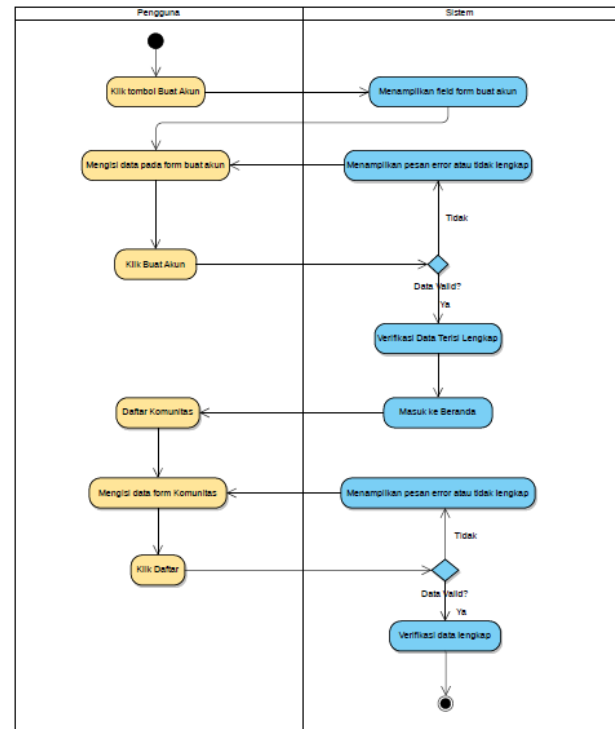 Pengguna
Sistem
Klik tombol Buat Akun
Menampilkan field form buat akun
Mengisi data pada form buat akun
Menampilkan pesan error atau tidak lengkap
Tidak
Klik Buat Akun
Data Valid?
Ya
Verifikasi Data Terisi Lengkap
Daftar Komunitas
Masuk ke Beranda
Mengisi data form Komunitas
Menampilkan pesan error atau tidak lengkap
Tidak
Klik Daftar
Data Valid?
Ya
Verifikasi data lengkap